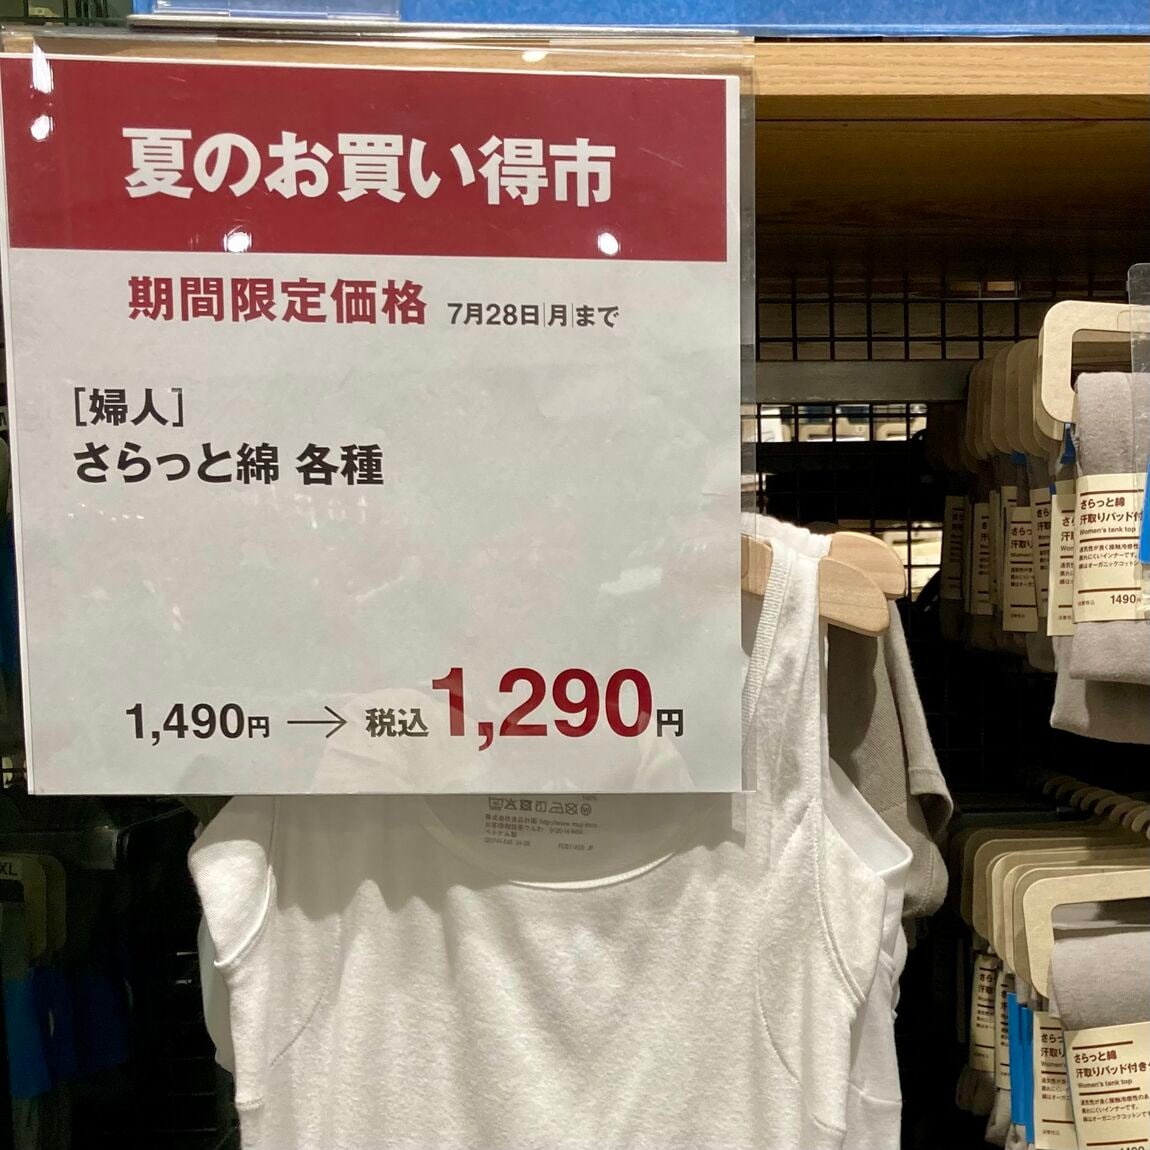 夏のお買い得市
期間限定価格 7月28日|月|まで
[婦人]
さらっと綿 各種
1,490円 → 税込 1,290円
XL
さらっと綿
汗取りパッド付
Women's tank top
1490
さらっと綿
汗取りパッド付き
Women's tank top